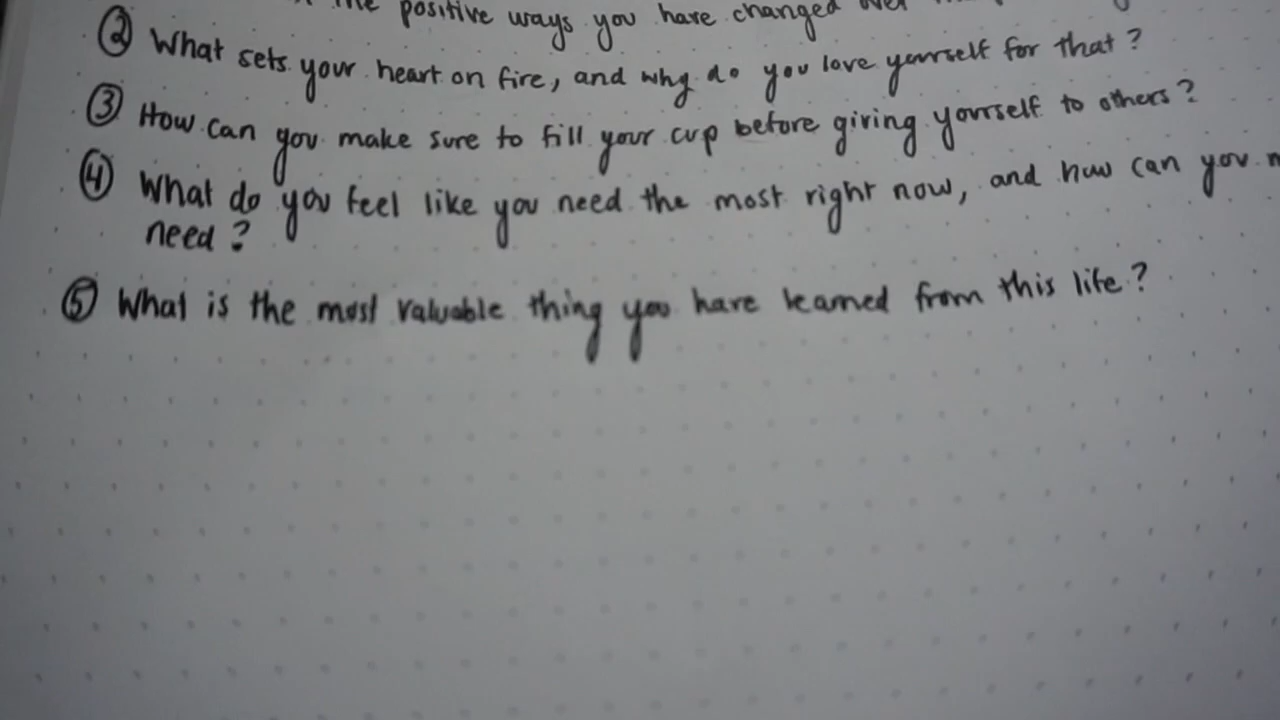 the positive ways you have changed over
② What sets your heart on fire, and why do you love yourself for that?
③ How can you make sure to fill your cup before giving yourself to others?
④ What do you feel like you need the most right now, and how can you
need?
⑤ What is the most valuable thing you have learned from this life?